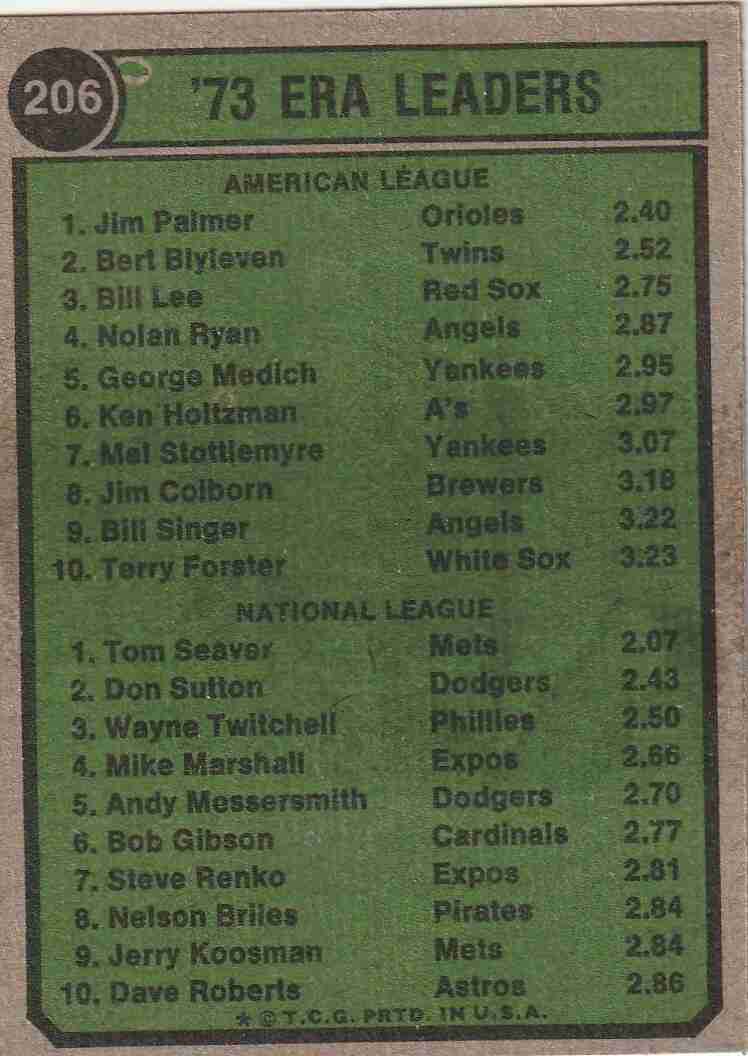 206 '73 ERA LEADERS
AMERICAN LEAGUE
1. Jim Palmer Orioles 2.40
2. Bert Blyleven Twins 2.52
3. Bill Lee Red Sox 2.75
4. Nolan Ryan Angels 2.87
5. George Medich Yankees 2.95
6. Ken Holtzman A's 2.97
7. Mel Stottlemyre Yankees 3.07
8. Jim Colborn Brewers 3.18
9. Bill Singer Angels 3.22
10. Terry Forster White Sox 3.23
NATIONAL LEAGUE
1. Tom Seaver Mets 2.07
2. Don Sutton Dodgers 2.43
3. Wayne Twitchell Phillies 2.50
4. Mike Marshall Expos 2.66
5. Andy Messersmith Dodgers 2.70
6. Bob Gibson Cardinals 2.77
7. Steve Renko Expos 2.81
8. Nelson Briles Pirates 2.84
9. Jerry Koosman Mets 2.84
10. Dave Roberts Astros 2.86
* © T.C.G. PRTD. IN U.S.A.